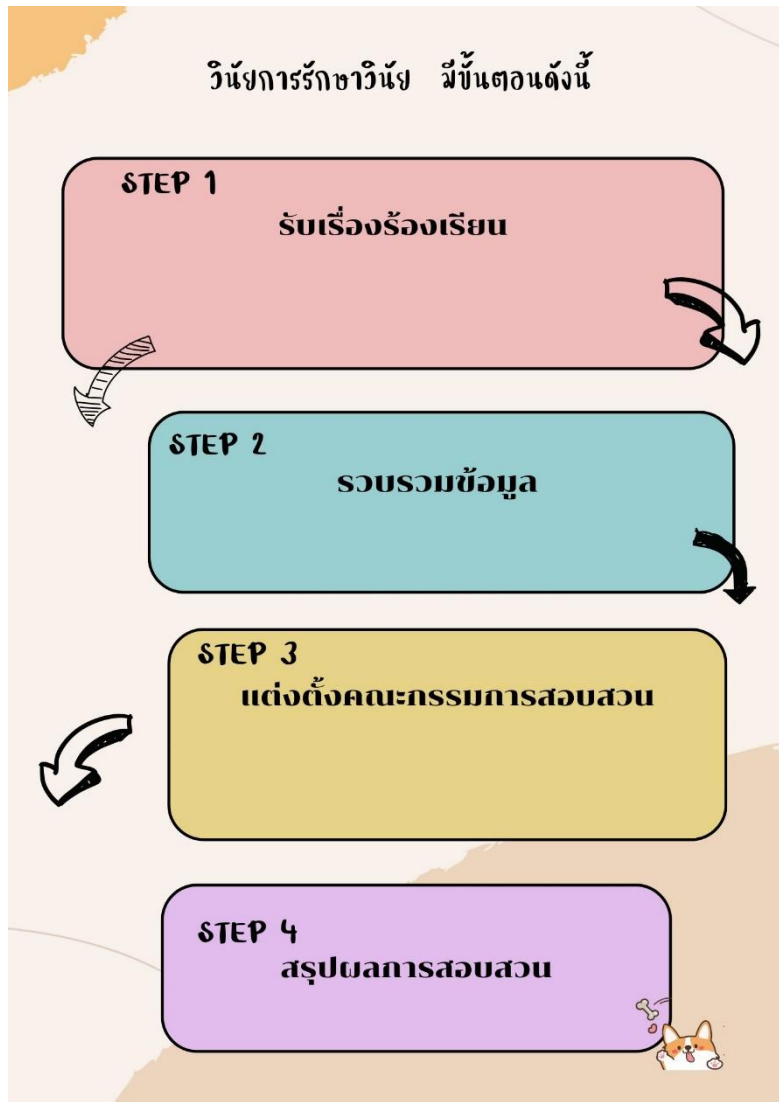 วินัยการรักษาวินัย มีขั้นตอนดังนี้
STEP 1
รับเรื่องร้องเรียน
STEP 2
รวบรวมข้อมูล
STEP 3
แต่งตั้งคณะกรรมการสอบสวน
STEP 4
สรุปผลการสอบสวน